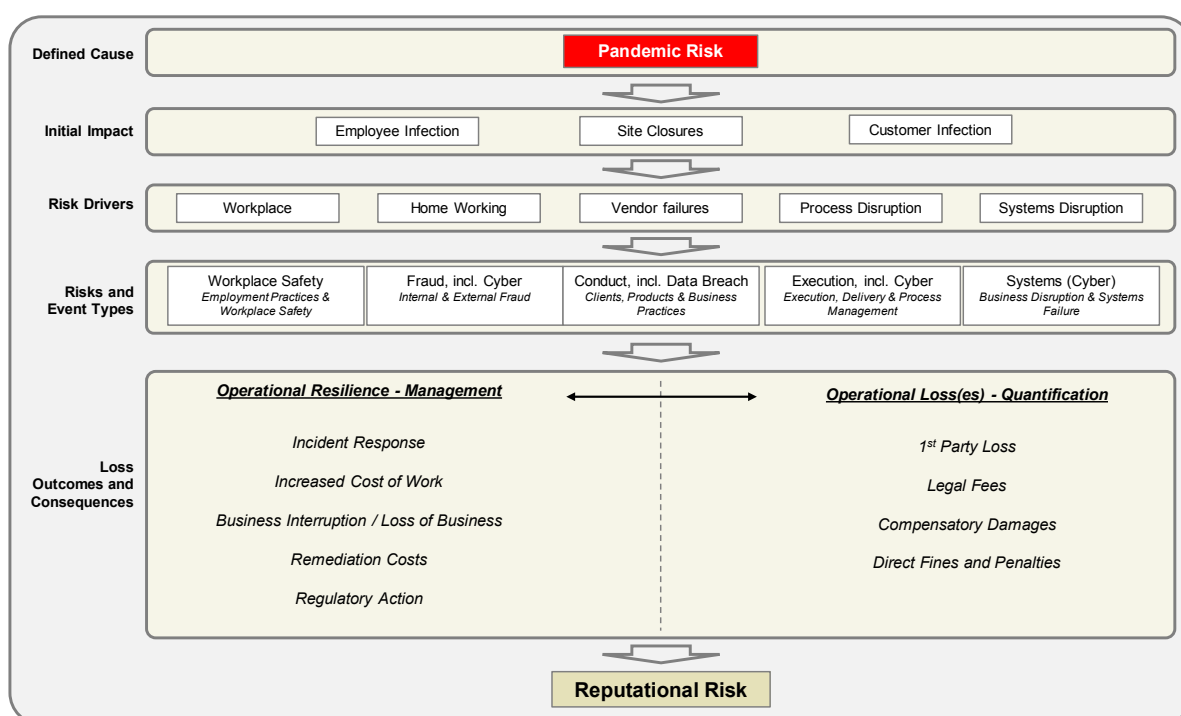 Defined Cause
Pandemic Risk
Initial Impact
Employee Infection
Site Closures
Customer Infection
Risk Drivers
Workplace
Home Working
Vendor failures
Process Disruption
Systems Disruption
Risks and
Event Types
Workplace Safety
Employment Practices &
Workplace Safety
Fraud, incl. Cyber
Internal & External Fraud
Conduct, incl. Data Breach
Clients, Products & Business
Practices
Execution, incl. Cyber
Execution, Delivery & Process
Management
Systems (Cyber)
Business Disruption & Systems
Failure
Loss
Outcomes and
Consequences
Operational Resilience - Management
Incident Response
Increased Cost of Work
Business Interruption / Loss of Business
Remediation Costs
Regulatory Action
Operational Loss(es) - Quantification
1st Party Loss
Legal Fees
Compensatory Damages
Direct Fines and Penalties
Reputational Risk